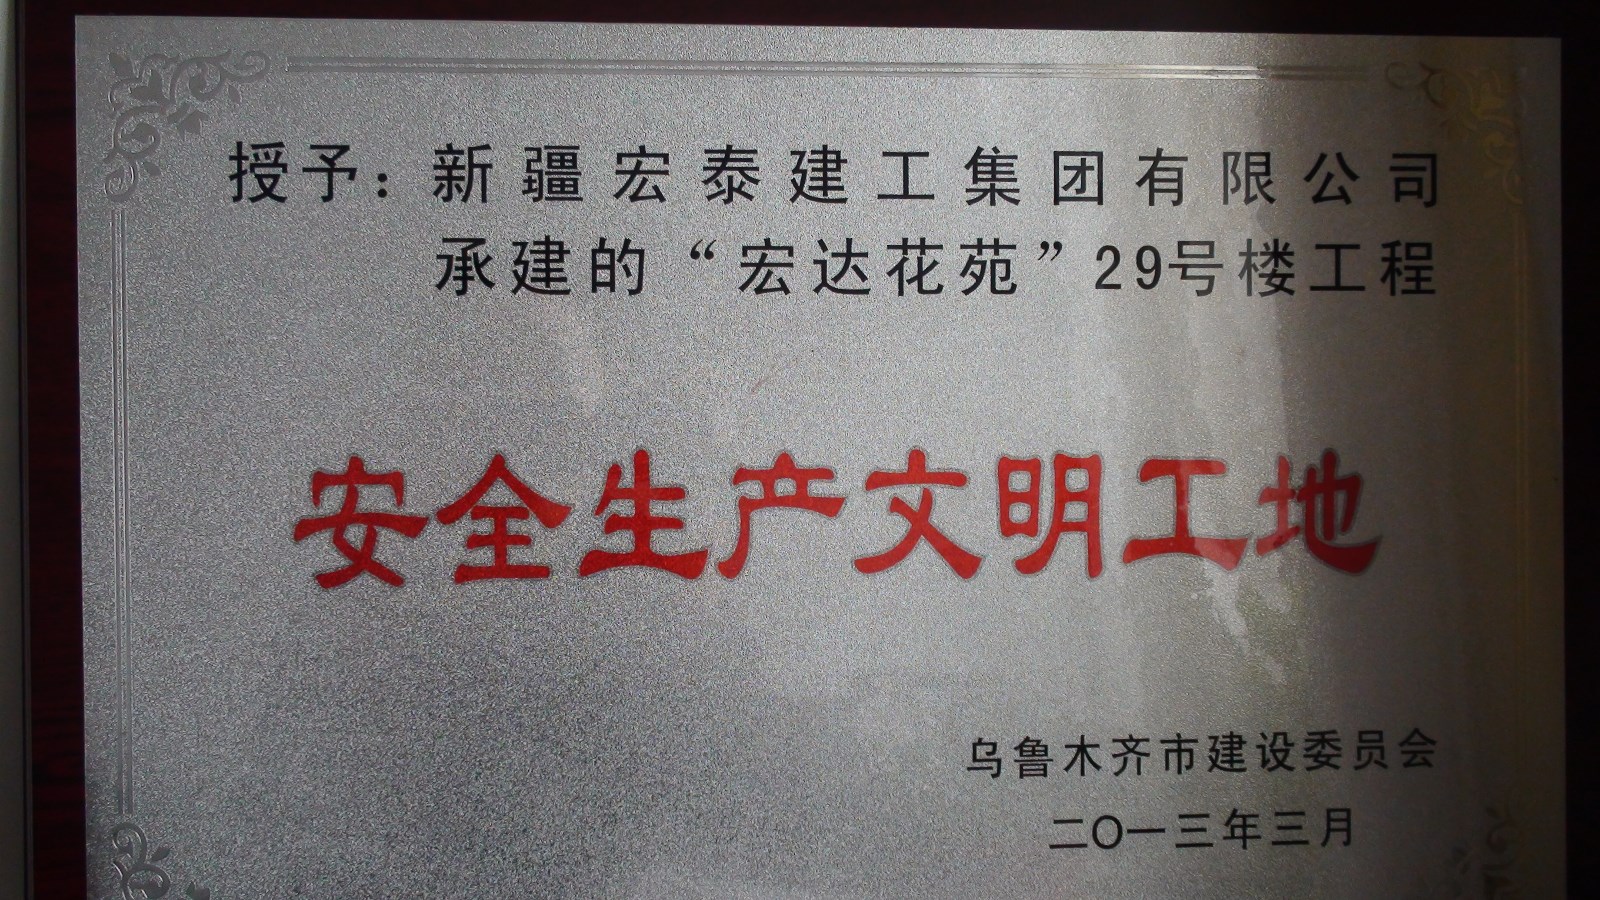 授予：新疆宏泰建工集团有限公司
承建的“宏达花苑”29号楼工程
安全生产文明工地
乌鲁木齐市建设委员会
二〇一三年三月